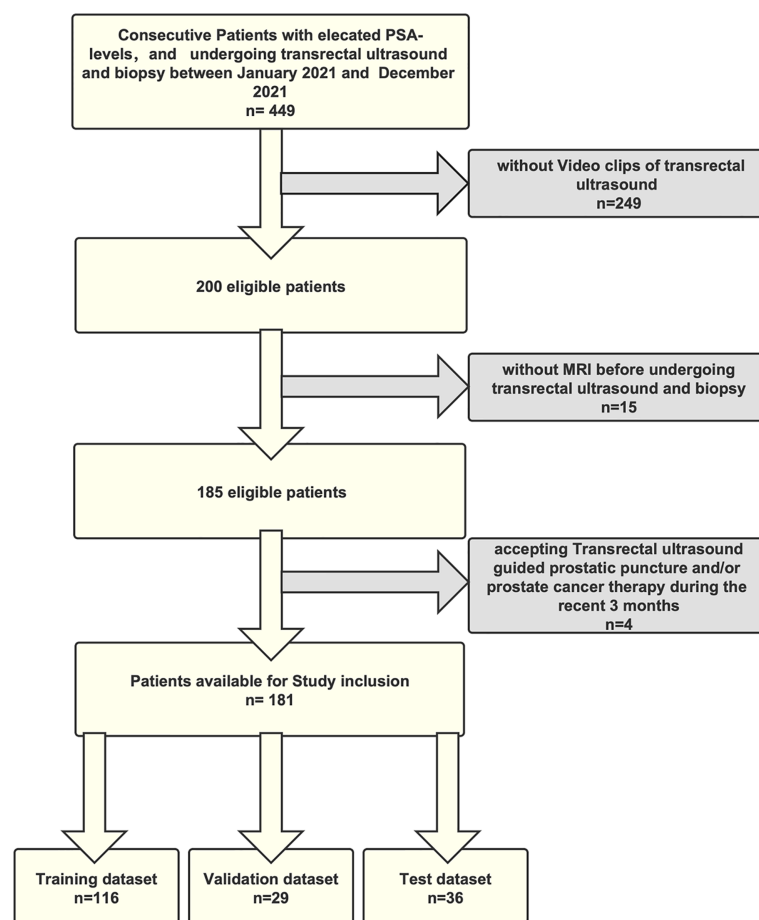 Consecutive Patients with elecated PSA-
levels, and undergoing transrectal ultrasound
and biopsy between January 2021 and December
2021
n= 449
without Video clips of transrectal
ultrasound
n=249
200 eligible patients
without MRI before undergoing
transrectal ultrasound and biopsy
n=15
185 eligible patients
accepting Transrectal ultrasound
guided prostatic puncture and/or
prostate cancer therapy during the
recent 3 months
n=4
Patients available for Study inclusion
n= 181
Training dataset
n=116
Validation dataset
n=29
Test dataset
n=36